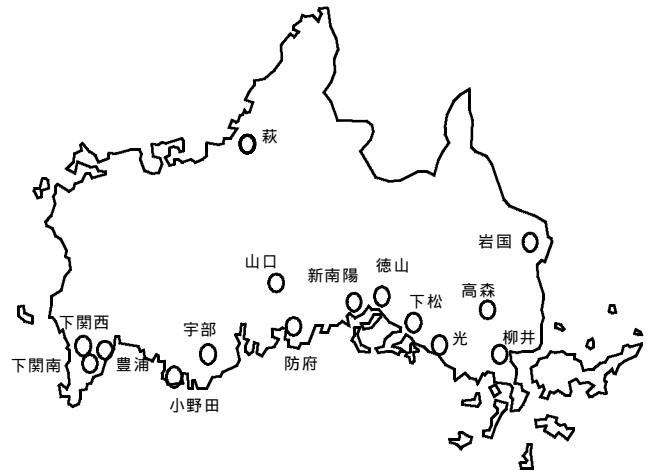 萩
岩国
山口
徳山
新南陽
高森
下松
下関西
宇部
柳井
光
下関南
豊浦
防府
小野田